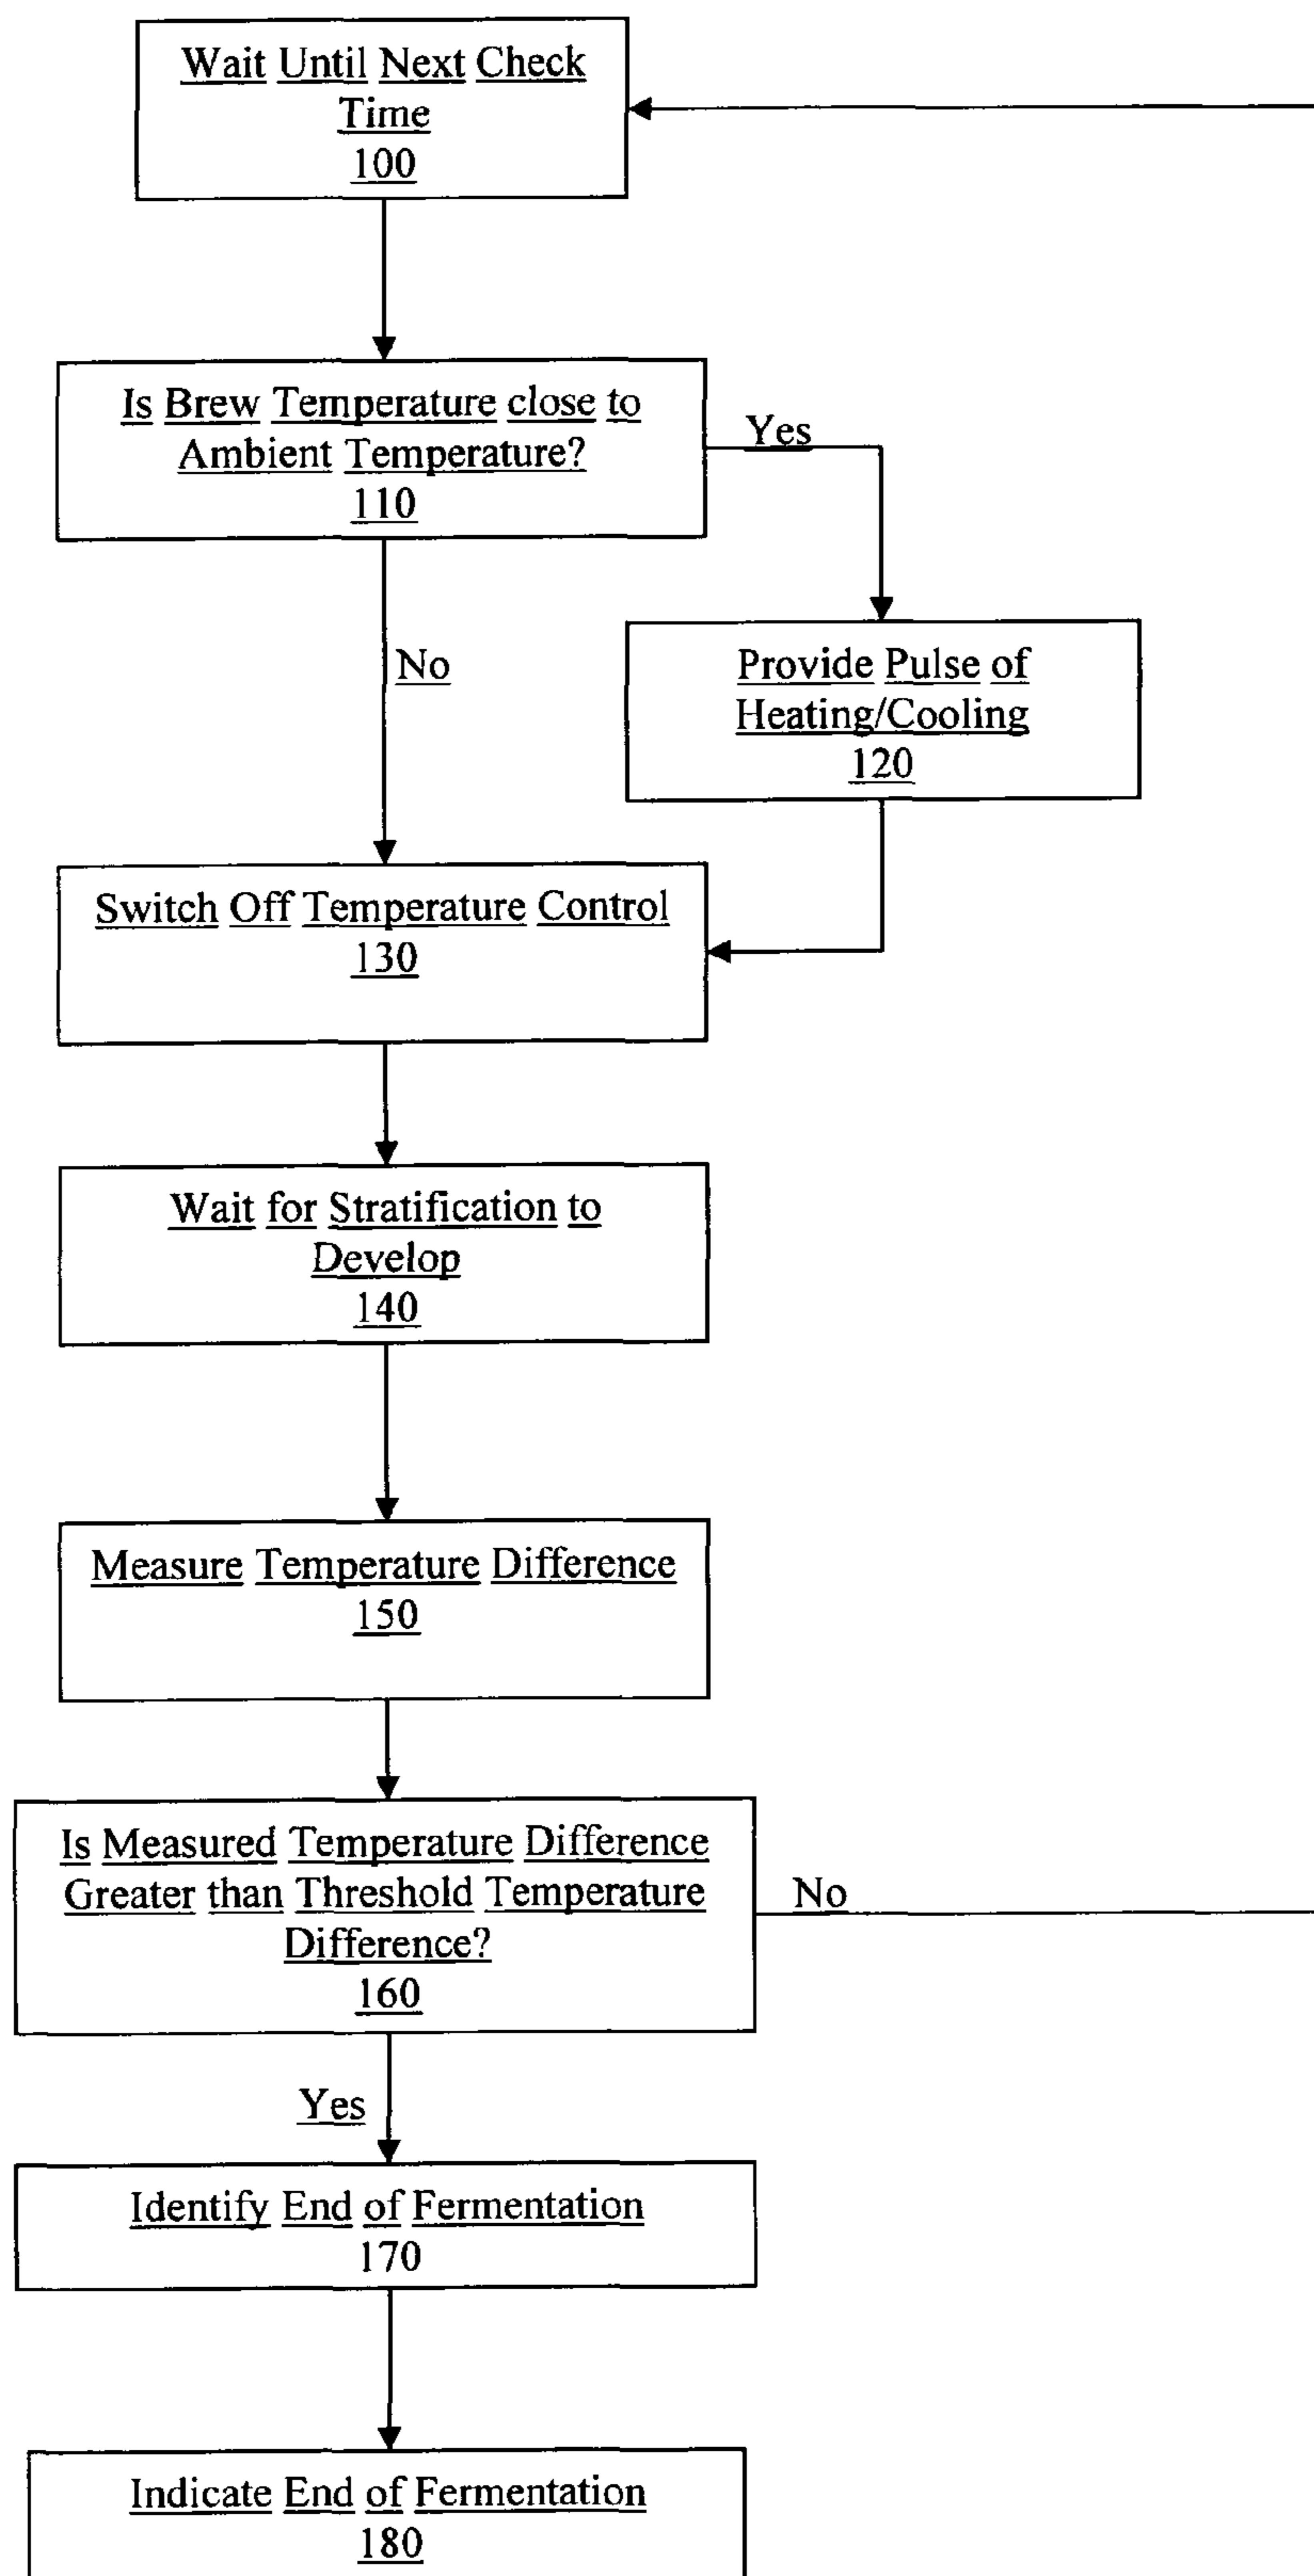 Wait Until Next Check
Time
100
Is Brew Temperature close to
Ambient Temperature?
110
Yes
No
Provide Pulse of
Heating/Cooling
120
Switch Off Temperature Control
130
Wait for Stratification to
Develop
140
Measure Temperature Difference
150
Is Measured Temperature Difference
Greater than Threshold Temperature
Difference?
160
No
Yes
Identify End of Fermentation
170
Indicate End of Fermentation
180